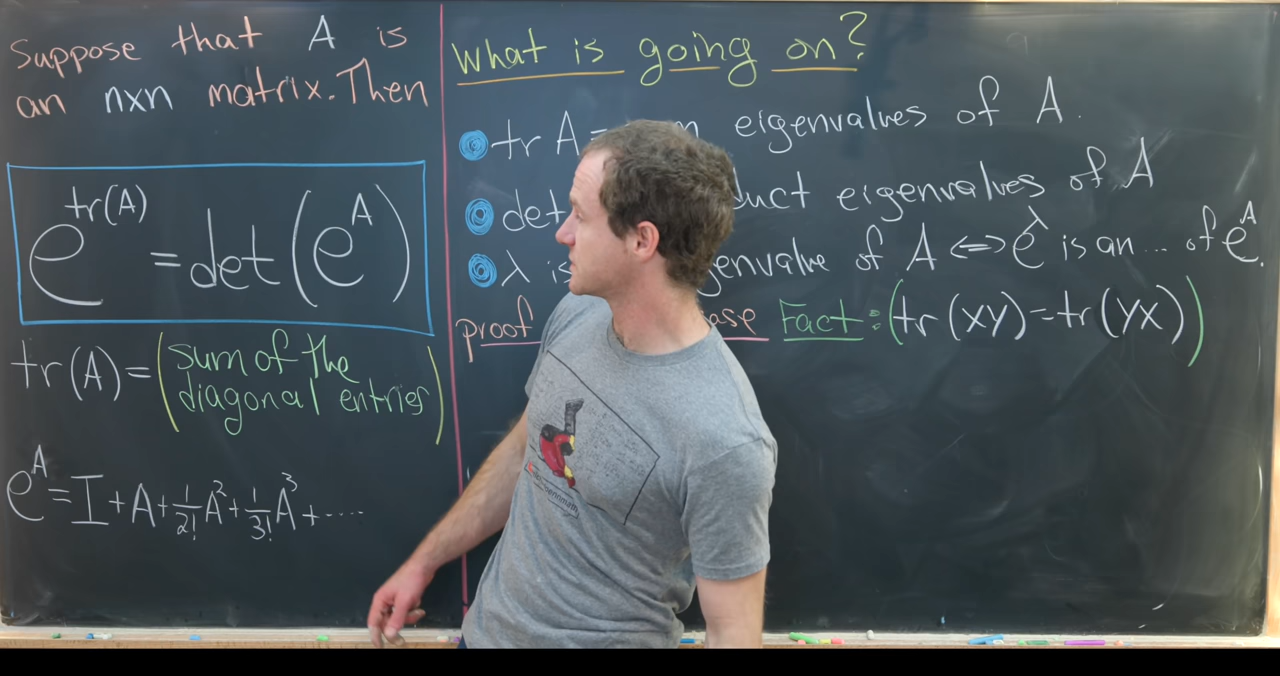 Suppose that A is
an nxn matrix. Then
e^tr(A) = det(e^A)
tr(A) = (sum of the
diagonal entries)
e^A = I + A + 1/2! A^2 + 1/3! A^3 + ....
What is going on?
tr A = eigenvalues of A.
det eigenvalues of A
λ is eigenvalue of A <=> e^λ is an ... of e^A.
proof Fact: (tr(XY) = tr(YX))